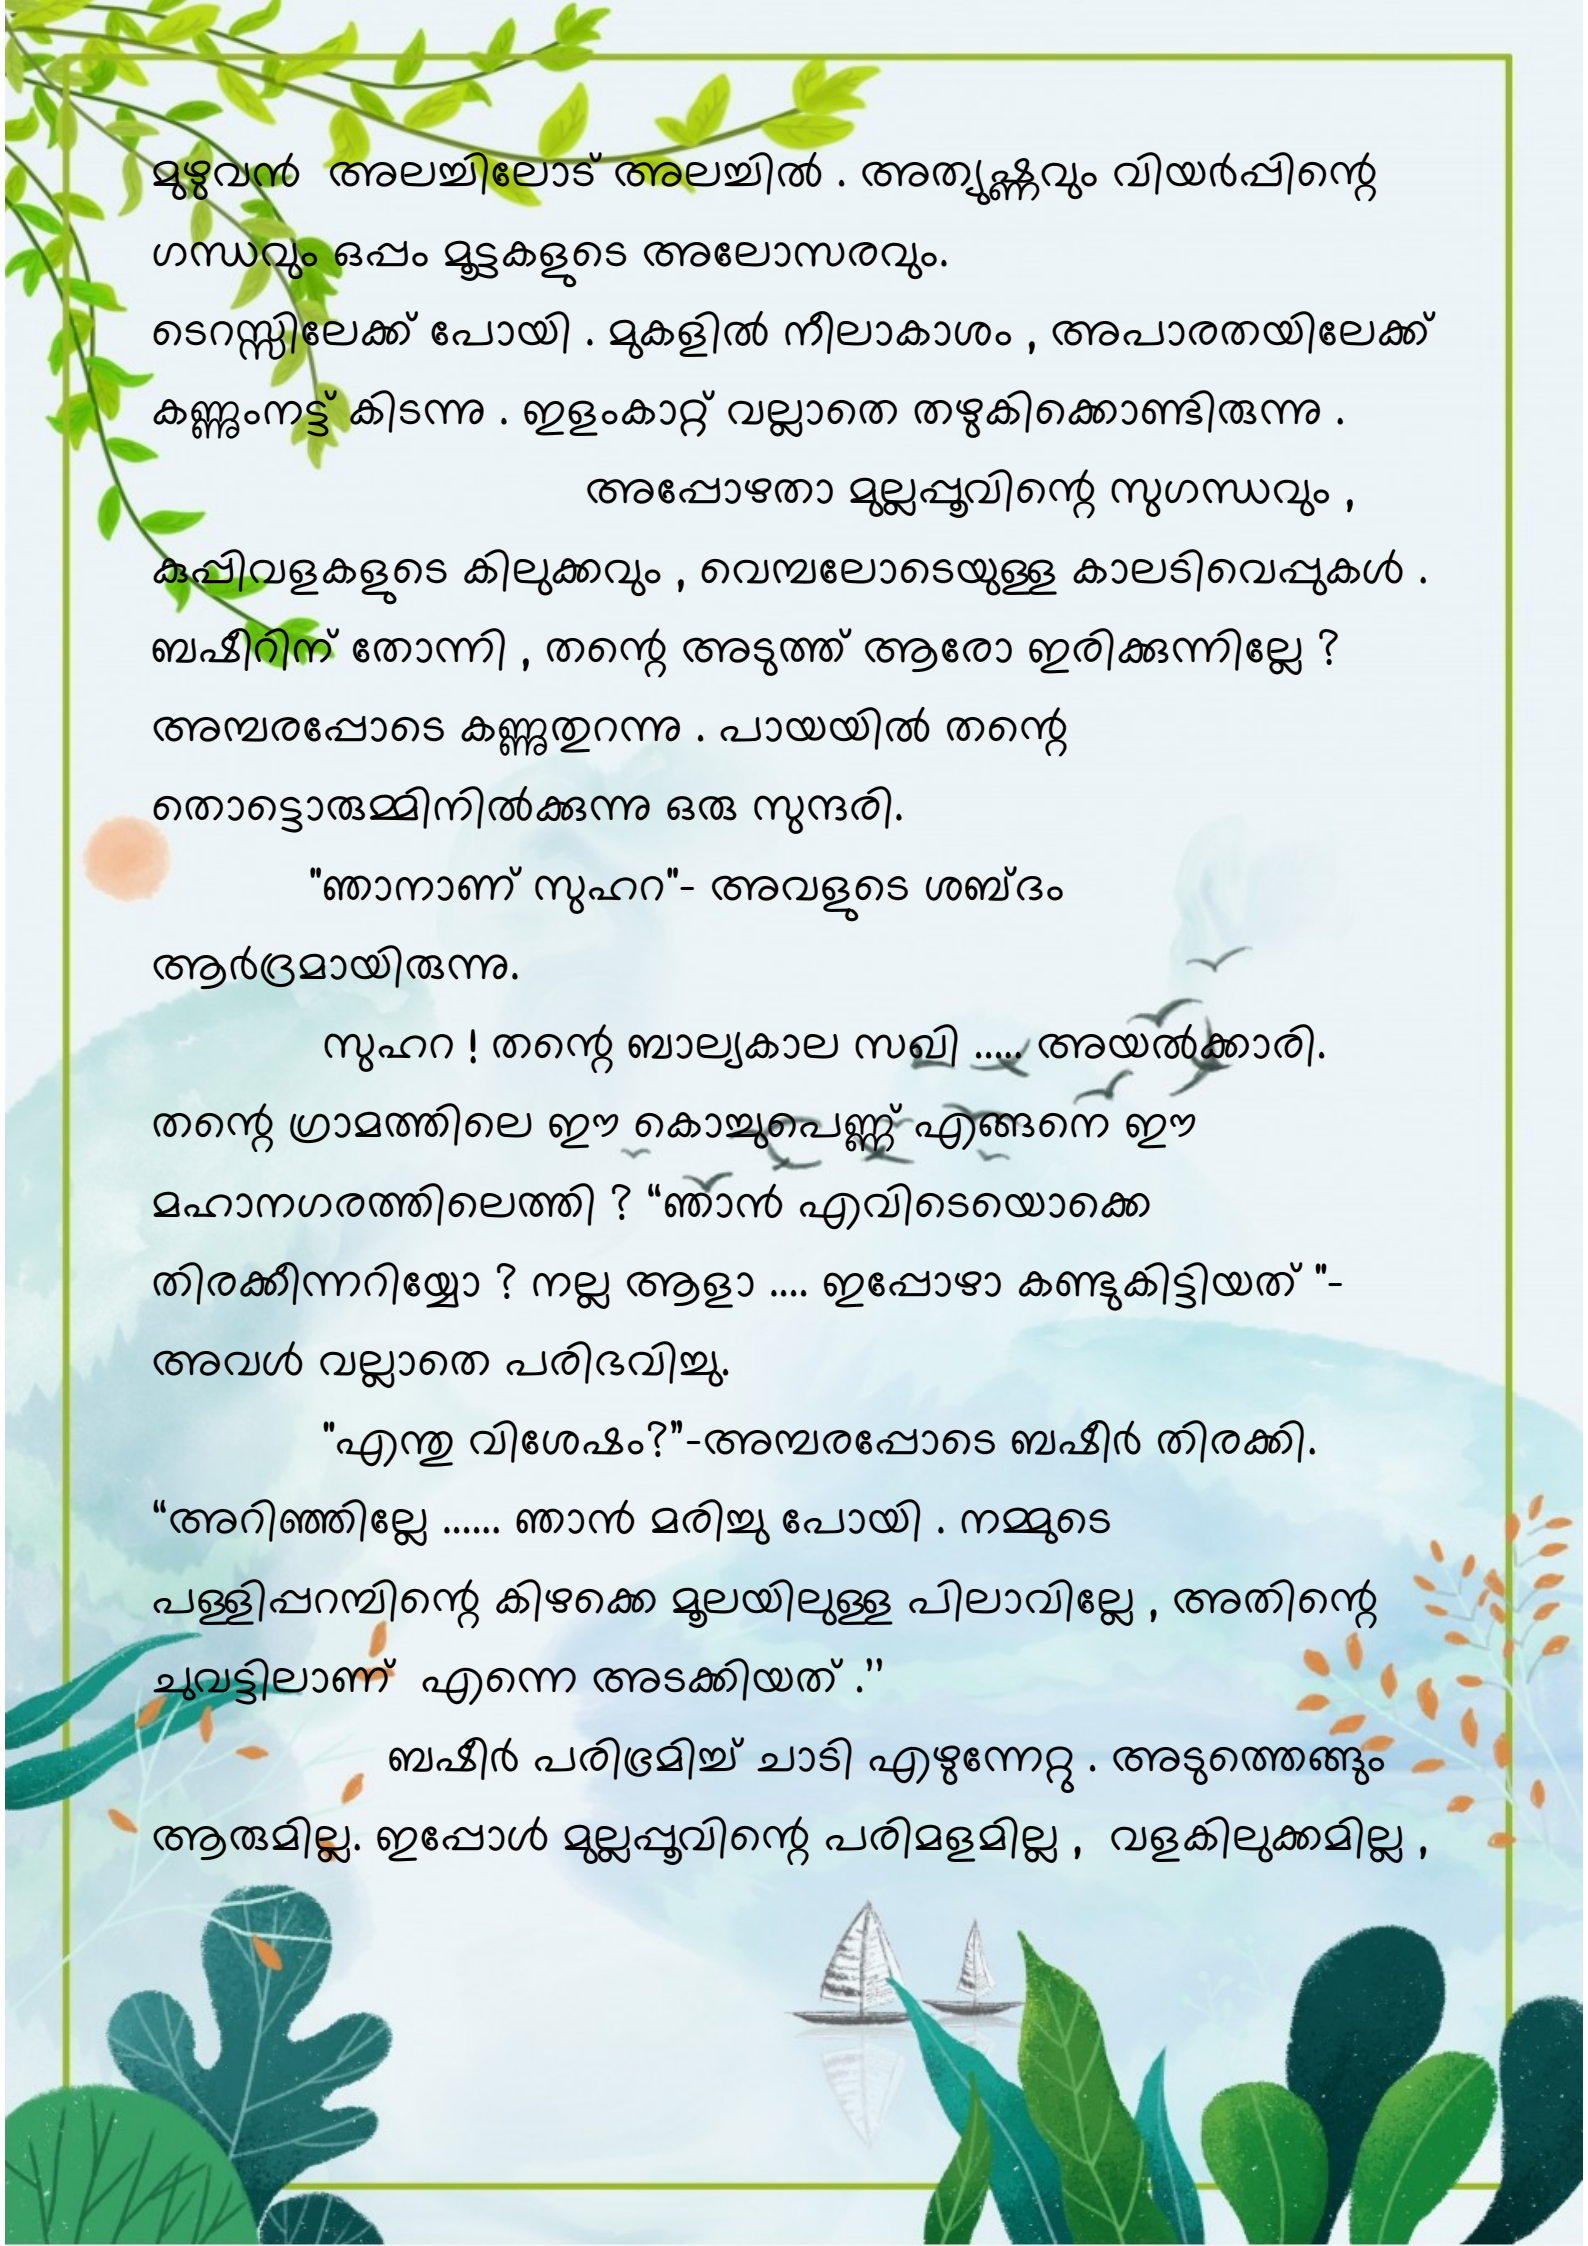 മുഴുവൻ അലച്ചിലോട് അലച്ചിൽ . അത്യുഷ്ണവും വിയർപ്പിന്റെ
ഗന്ധവും ഒപ്പം മൂട്ടകളുടെ അലോസരവും.
ടെറസ്സിലേക്ക് പോയി . മുകളിൽ നീലാകാശം , അപാരതയിലേക്ക്
കണ്ണുംനട്ട് കിടന്നു . ഇളംകാറ്റ് വല്ലാതെ തഴുകിക്കൊണ്ടിരുന്നു .
അപ്പോഴതാ മുല്ലപ്പൂവിന്റെ സുഗന്ധവും ,
കുപ്പിവളകളുടെ കിലുക്കവും , വെമ്പലോടെയുള്ള കാലടിവെപ്പുകൾ .
ബഷീറിന് തോന്നി , തന്റെ അടുത്ത് ആരോ ഇരിക്കുന്നില്ലേ ?
അമ്പരപ്പോടെ കണ്ണുതുറന്നു . പായയിൽ തന്റെ
തൊട്ടൊരുമ്മിനിൽക്കുന്നു ഒരു സുന്ദരി.
"ഞാനാണ് സുഹറ"- അവളുടെ ശബ്ദം
ആർദ്രമായിരുന്നു.
സുഹറ ! തന്റെ ബാല്യകാല സഖി ..... അയൽക്കാരി.
തന്റെ ഗ്രാമത്തിലെ ഈ കൊച്ചുപെണ്ണ് എങ്ങനെ ഈ
മഹാനഗരത്തിലെത്തി ? “ഞാൻ എവിടെയൊക്കെ
തിരക്കീന്നറിയ്യോ ? നല്ല ആളാ .... ഇപ്പോഴാ കണ്ടുകിട്ടിയത് "-
അവൾ വല്ലാതെ പരിഭവിച്ചു.
"എന്തു വിശേഷം?"-അമ്പരപ്പോടെ ബഷീർ തിരക്കി.
“അറിഞ്ഞില്ലേ ...... ഞാൻ മരിച്ചു പോയി . നമ്മുടെ
പള്ളിപ്പറമ്പിന്റെ കിഴക്കെ മൂലയിലുള്ള പിലാവില്ലേ , അതിന്റെ
ചുവട്ടിലാണ് എന്നെ അടക്കിയത് .”
ബഷീർ പരിഭ്രമിച്ച് ചാടി എഴുന്നേറ്റു . അടുത്തെങ്ങും
ആരുമില്ല. ഇപ്പോൾ മുല്ലപ്പൂവിന്റെ പരിമളമില്ല , വളകിലുക്കമില്ല ,